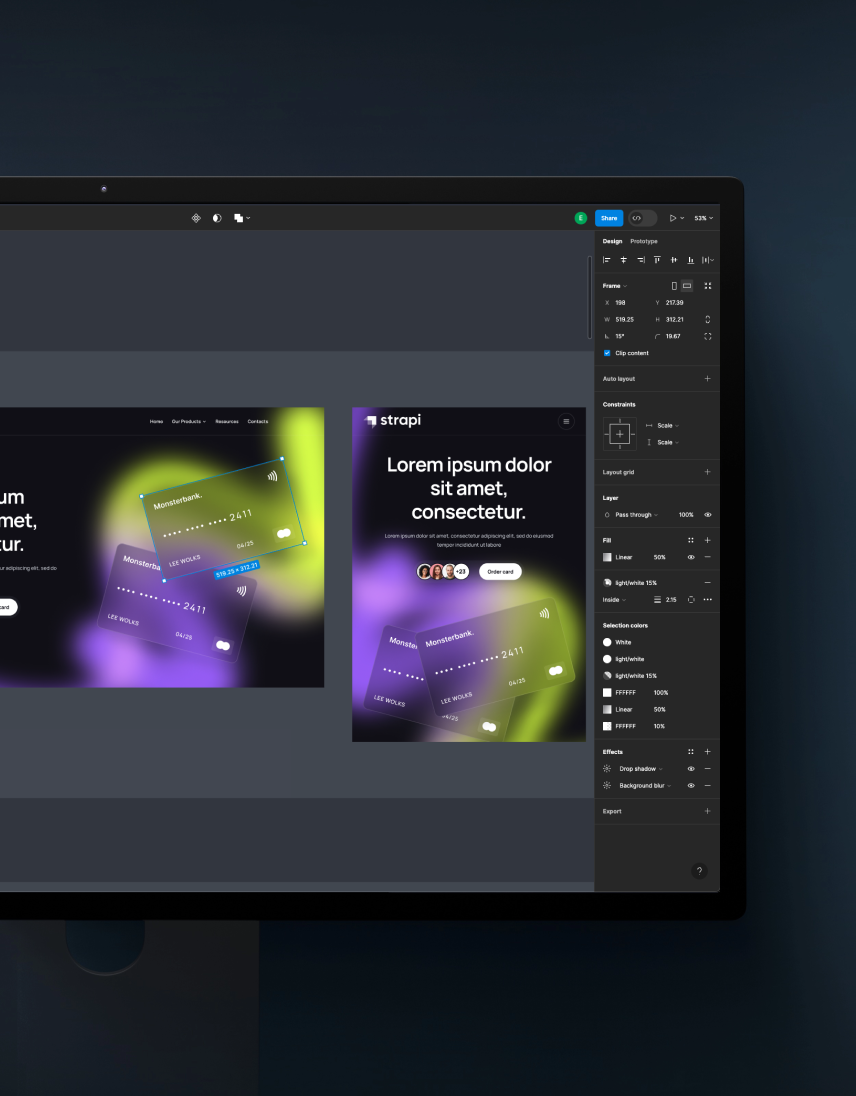 E
Share
53%
Design
Prototype
Frame
X 198
Y 217.39
W 519.25
H 312.21
15°
19.67
Clip content
Auto layout
Constraints
Scale
Scale
Layout grid
Layer
Pass through
100%
Fill
Linear
50%
light/white 15%
Inside
2.15
Selection colors
White
light/white
light/white 15%
FFFFFF
100%
Linear
50%
FFFFFF
10%
Effects
Drop shadow
Background blur
Export
?
Home
Our Products
Resources
Contacts
um
met,
ur.
ur adipiscing elit, sed do
card
Monsterbank.
•••• •••• 2411
04/25
LEE WOLKS
519.25 × 312.21
Monsterba
•••• •••• 2411
LEE WOLKS
04/25
strapi
Lorem ipsum dolor
sit amet,
consectetur.
Lorem ipsum dolor sit amet, consectetur adipiscing elit, sed do eiusmod
tempor incididunt ut labore
+23
Order card
Monster
LEE WOLKS
04/25
Monsterbank.
•••• •••• 2411
04/25
LEE WOLKS